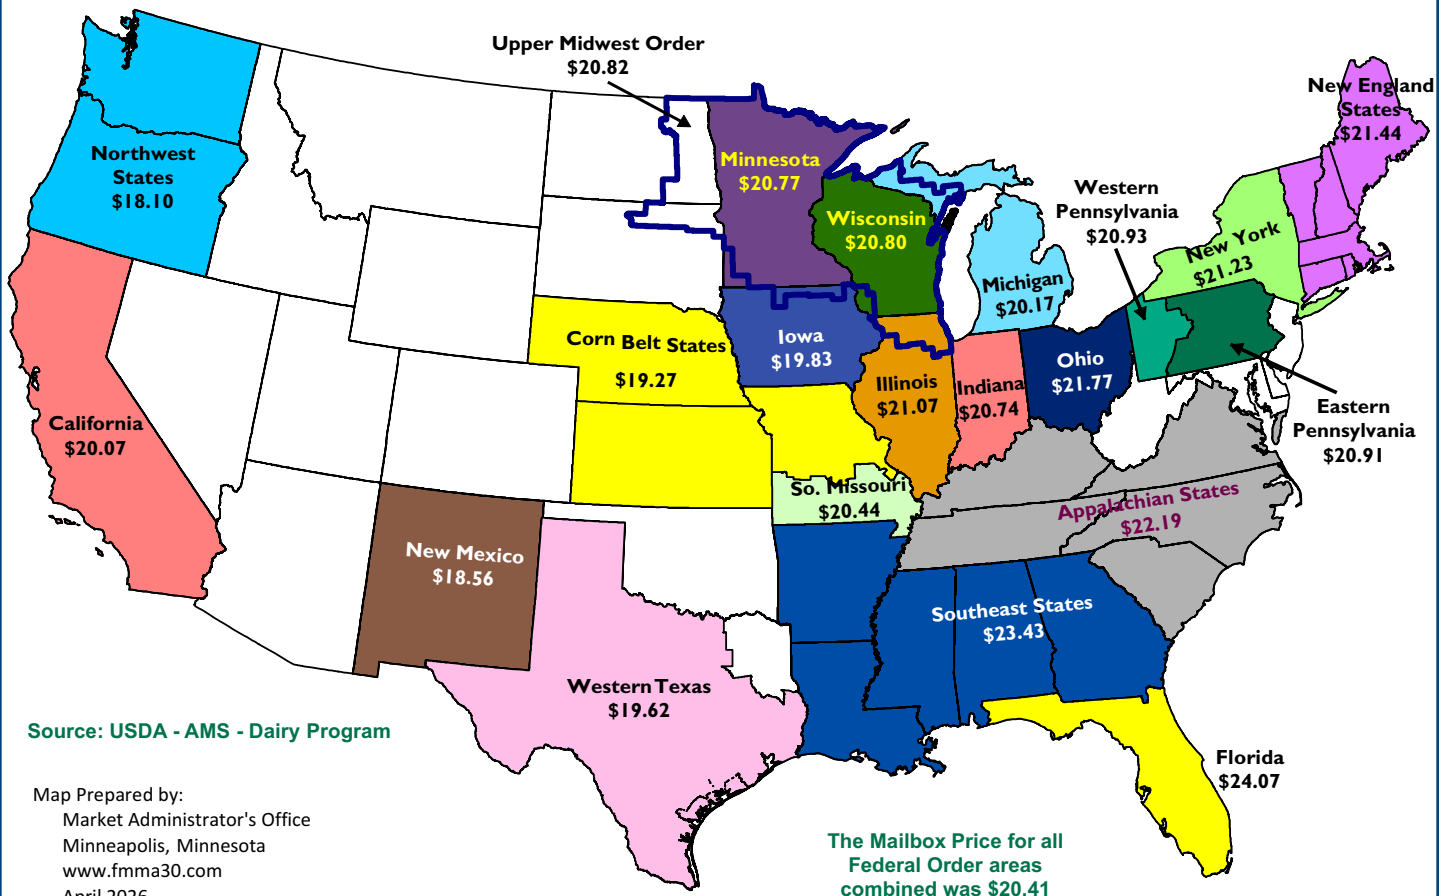 Upper Midwest Order
$20.82
New England
States
$21.44
Northwest
States
$18.10
Minnesota
$20.77
Wisconsin
$20.80
Western
Pennsylvania
$20.93
New York
$21.23
Michigan
$20.17
Corn Belt States
$19.27
Iowa
$19.83
Illinois
$21.07
Indiana
$20.74
Ohio
$21.77
California
$20.07
Eastern
Pennsylvania
$20.91
So. Missouri
$20.44
Appalachian States
$22.19
New Mexico
$18.56
Southeast States
$23.43
Western Texas
$19.62
Florida
$24.07
Source: USDA - AMS - Dairy Program
Map Prepared by:
Market Administrator's Office
Minneapolis, Minnesota
www.fmma30.com
April 2026
The Mailbox Price for all
Federal Order areas
combined was $20.41